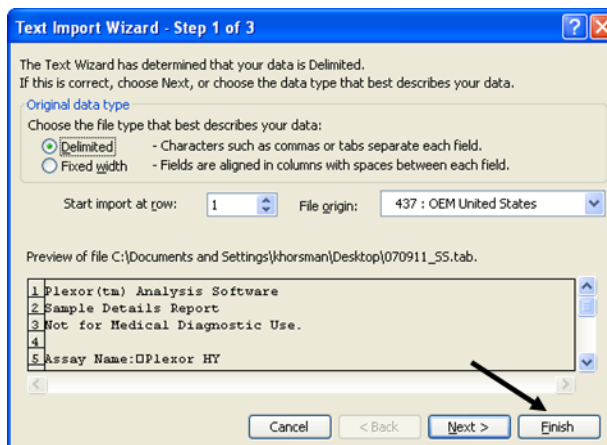 Text Import Wizard - Step 1 of 3
The Text Wizard has determined that your data is Delimited.
If this is correct, choose Next, or choose the data type that best describes your data.
Original data type
Choose the file type that best describes your data:
Delimited - Characters such as commas or tabs separate each field.
Fixed width - Fields are aligned in columns with spaces between each field.
Start import at row: 1 File origin: 437 : OEM United States
Preview of file C:\Documents and Settings\khorsman\Desktop\070911_SS.tab.
1 Plexor(tm) Analysis Software
2 Sample Details Report
3 Not for Medical Diagnostic Use.
4
5 Assay Name:□Plexor HY
Cancel < Back Next > Finish